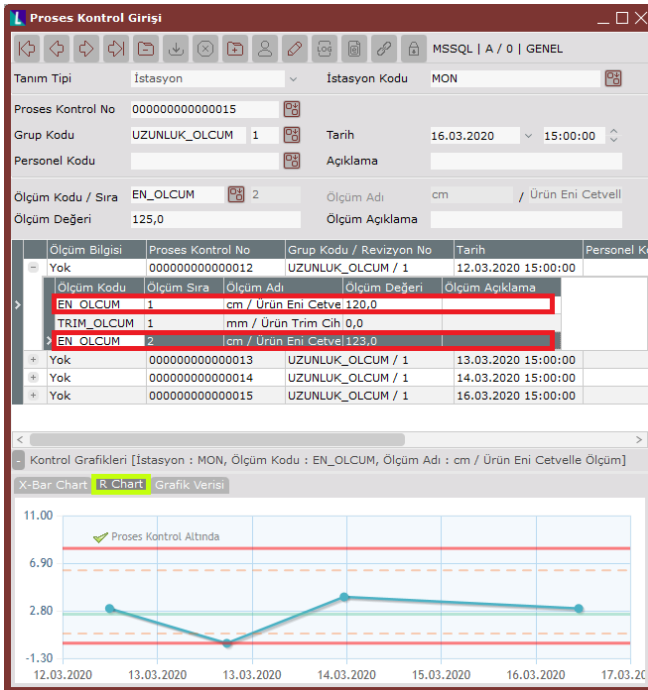 Proses Kontrol Girişi
MSSQL | A / 0 | GENEL
Tanım Tipi İstasyon İstasyon Kodu MON
Proses Kontrol No 000000000000015
Grup Kodu UZUNLUK_OLCUM 1 Tarih 16.03.2020 15:00:00
Personel Kodu Açıklama
Ölçüm Kodu / Sıra EN_OLCUM 2 Ölçüm Adı cm / Ürün Eni Cetvell
Ölçüm Değeri 125,0 Ölçüm Açıklama
Ölçüm Bilgisi Proses Kontrol No Grup Kodu / Revizyon No Tarih Personel Ko
Yok 000000000000012 UZUNLUK_OLCUM / 1 12.03.2020 15:00:00
Ölçüm Kodu Ölçüm Sıra Ölçüm Adı Ölçüm Değeri Ölçüm Açıklama
EN_OLCUM 1 cm / Ürün Eni Cetve 120,0
TRIM_OLCUM 1 mm / Ürün Trim Cih 0,0
EN_OLCUM 2 cm / Ürün Eni Cetve 123,0
Yok 000000000000013 UZUNLUK_OLCUM / 1 13.03.2020 15:00:00
Yok 000000000000014 UZUNLUK_OLCUM / 1 14.03.2020 15:00:00
Yok 000000000000015 UZUNLUK_OLCUM / 1 16.03.2020 15:00:00
Kontrol Grafikleri [İstasyon : MON, Ölçüm Kodu : EN_OLCUM, Ölçüm Adı : cm / Ürün Eni Cetvelle Ölçüm]
X-Bar Chart R Chart Grafik Verisi
11.00
Proses Kontrol Altında
6.90
2.80
-1.30
12.03.2020 13.03.2020 13.03.2020 14.03.2020 15.03.2020 16.03.2020 17.03.20